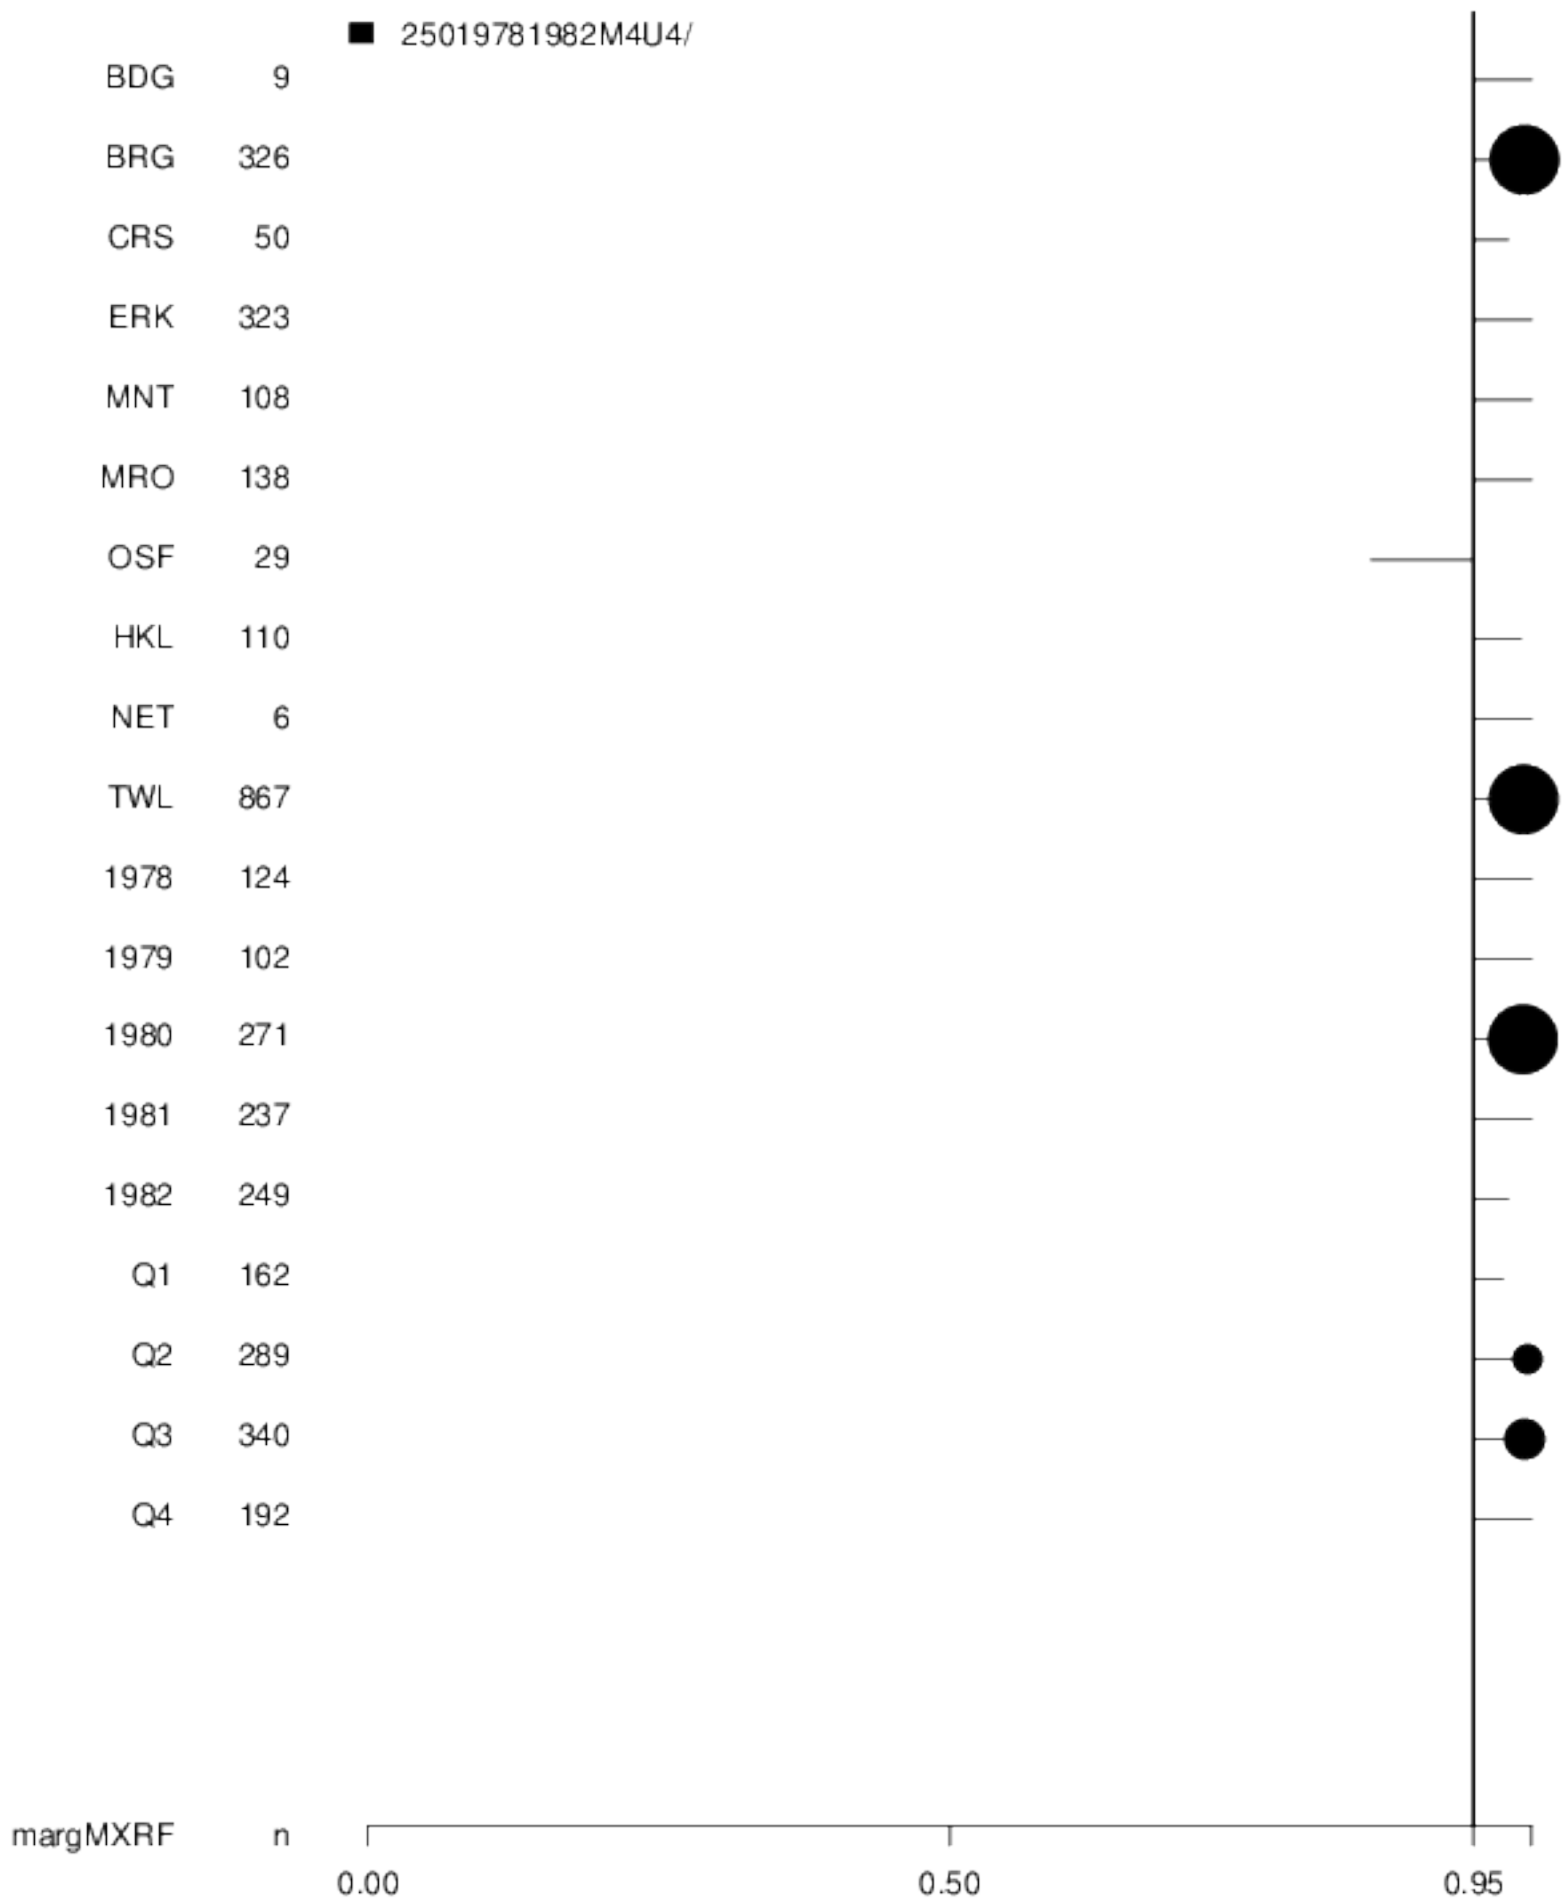 25019781982M4U4/
BDG 9
BRG 326
CRS 50
ERK 323
MNT 108
MRO 138
OSF 29
HKL 110
NET 6
TWL 867
1978 124
1979 102
1980 271
1981 237
1982 249
Q1 162
Q2 289
Q3 340
Q4 192
margMXRF n
0.00 0.50 0.95